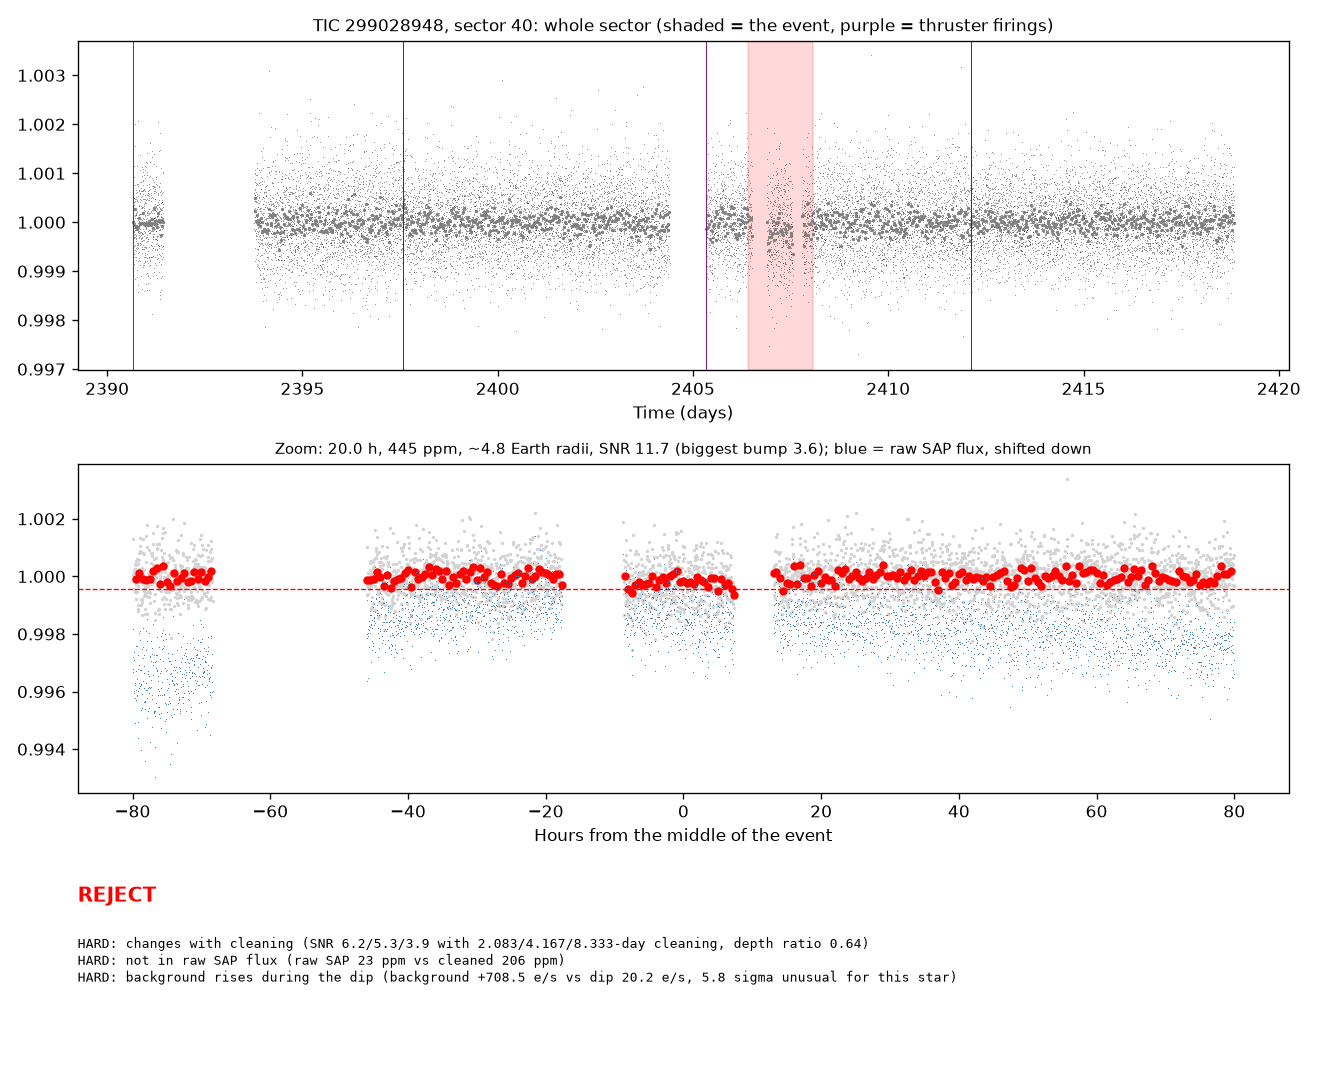 TIC 299028948, sector 40: whole sector (shaded = the event, purple = thruster firings)
1.003
1.002
1.001
1.000
0.999
0.998
0.997
2390 2395 2400 2405 2410 2415 2420
Time (days)
Zoom: 20.0 h, 445 ppm, ~4.8 Earth radii, SNR 11.7 (biggest bump 3.6); blue = raw SAP flux, shifted down
1.002
1.000
0.998
0.996
0.994
−80 −60 −40 −20 0 20 40 60 80
Hours from the middle of the event
REJECT
HARD: changes with cleaning (SNR 6.2/5.3/3.9 with 2.083/4.167/8.333-day cleaning, depth ratio 0.64)
HARD: not in raw SAP flux (raw SAP 23 ppm vs cleaned 206 ppm)
HARD: background rises during the dip (background +708.5 e/s vs dip 20.2 e/s, 5.8 sigma unusual for this star)